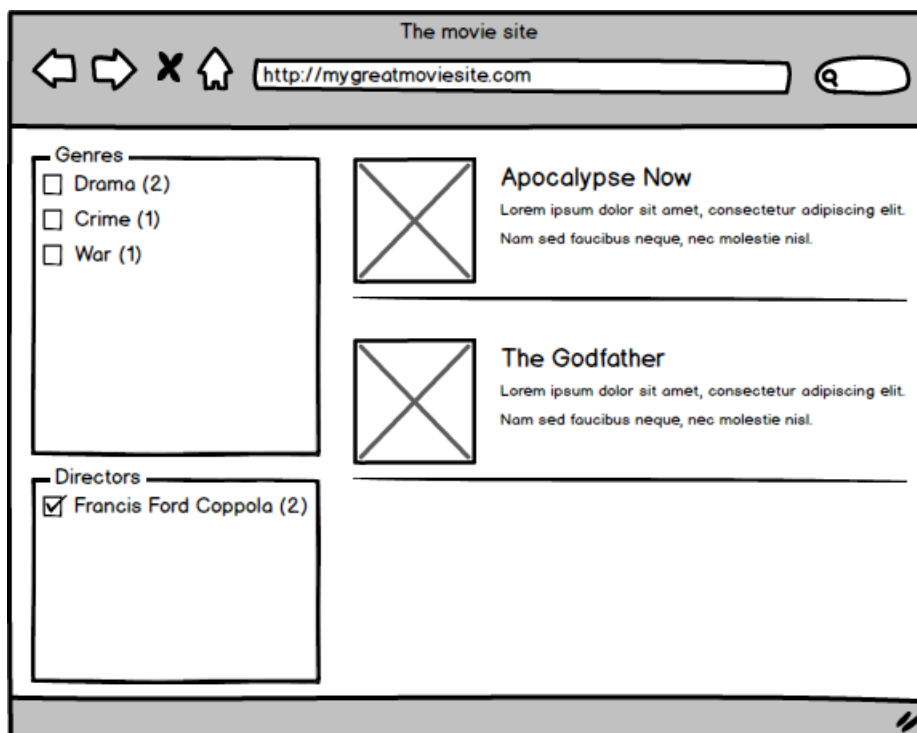 The movie site
http://mygreatmoviesite.com
Genres
Drama (2)
Crime (1)
War (1)
Directors
Francis Ford Coppola (2)
Apocalypse Now
Lorem ipsum dolor sit amet, consectetur adipiscing elit.
Nam sed faucibus neque, nec molestie nisl.
The Godfather
Lorem ipsum dolor sit amet, consectetur adipiscing elit.
Nam sed faucibus neque, nec molestie nisl.